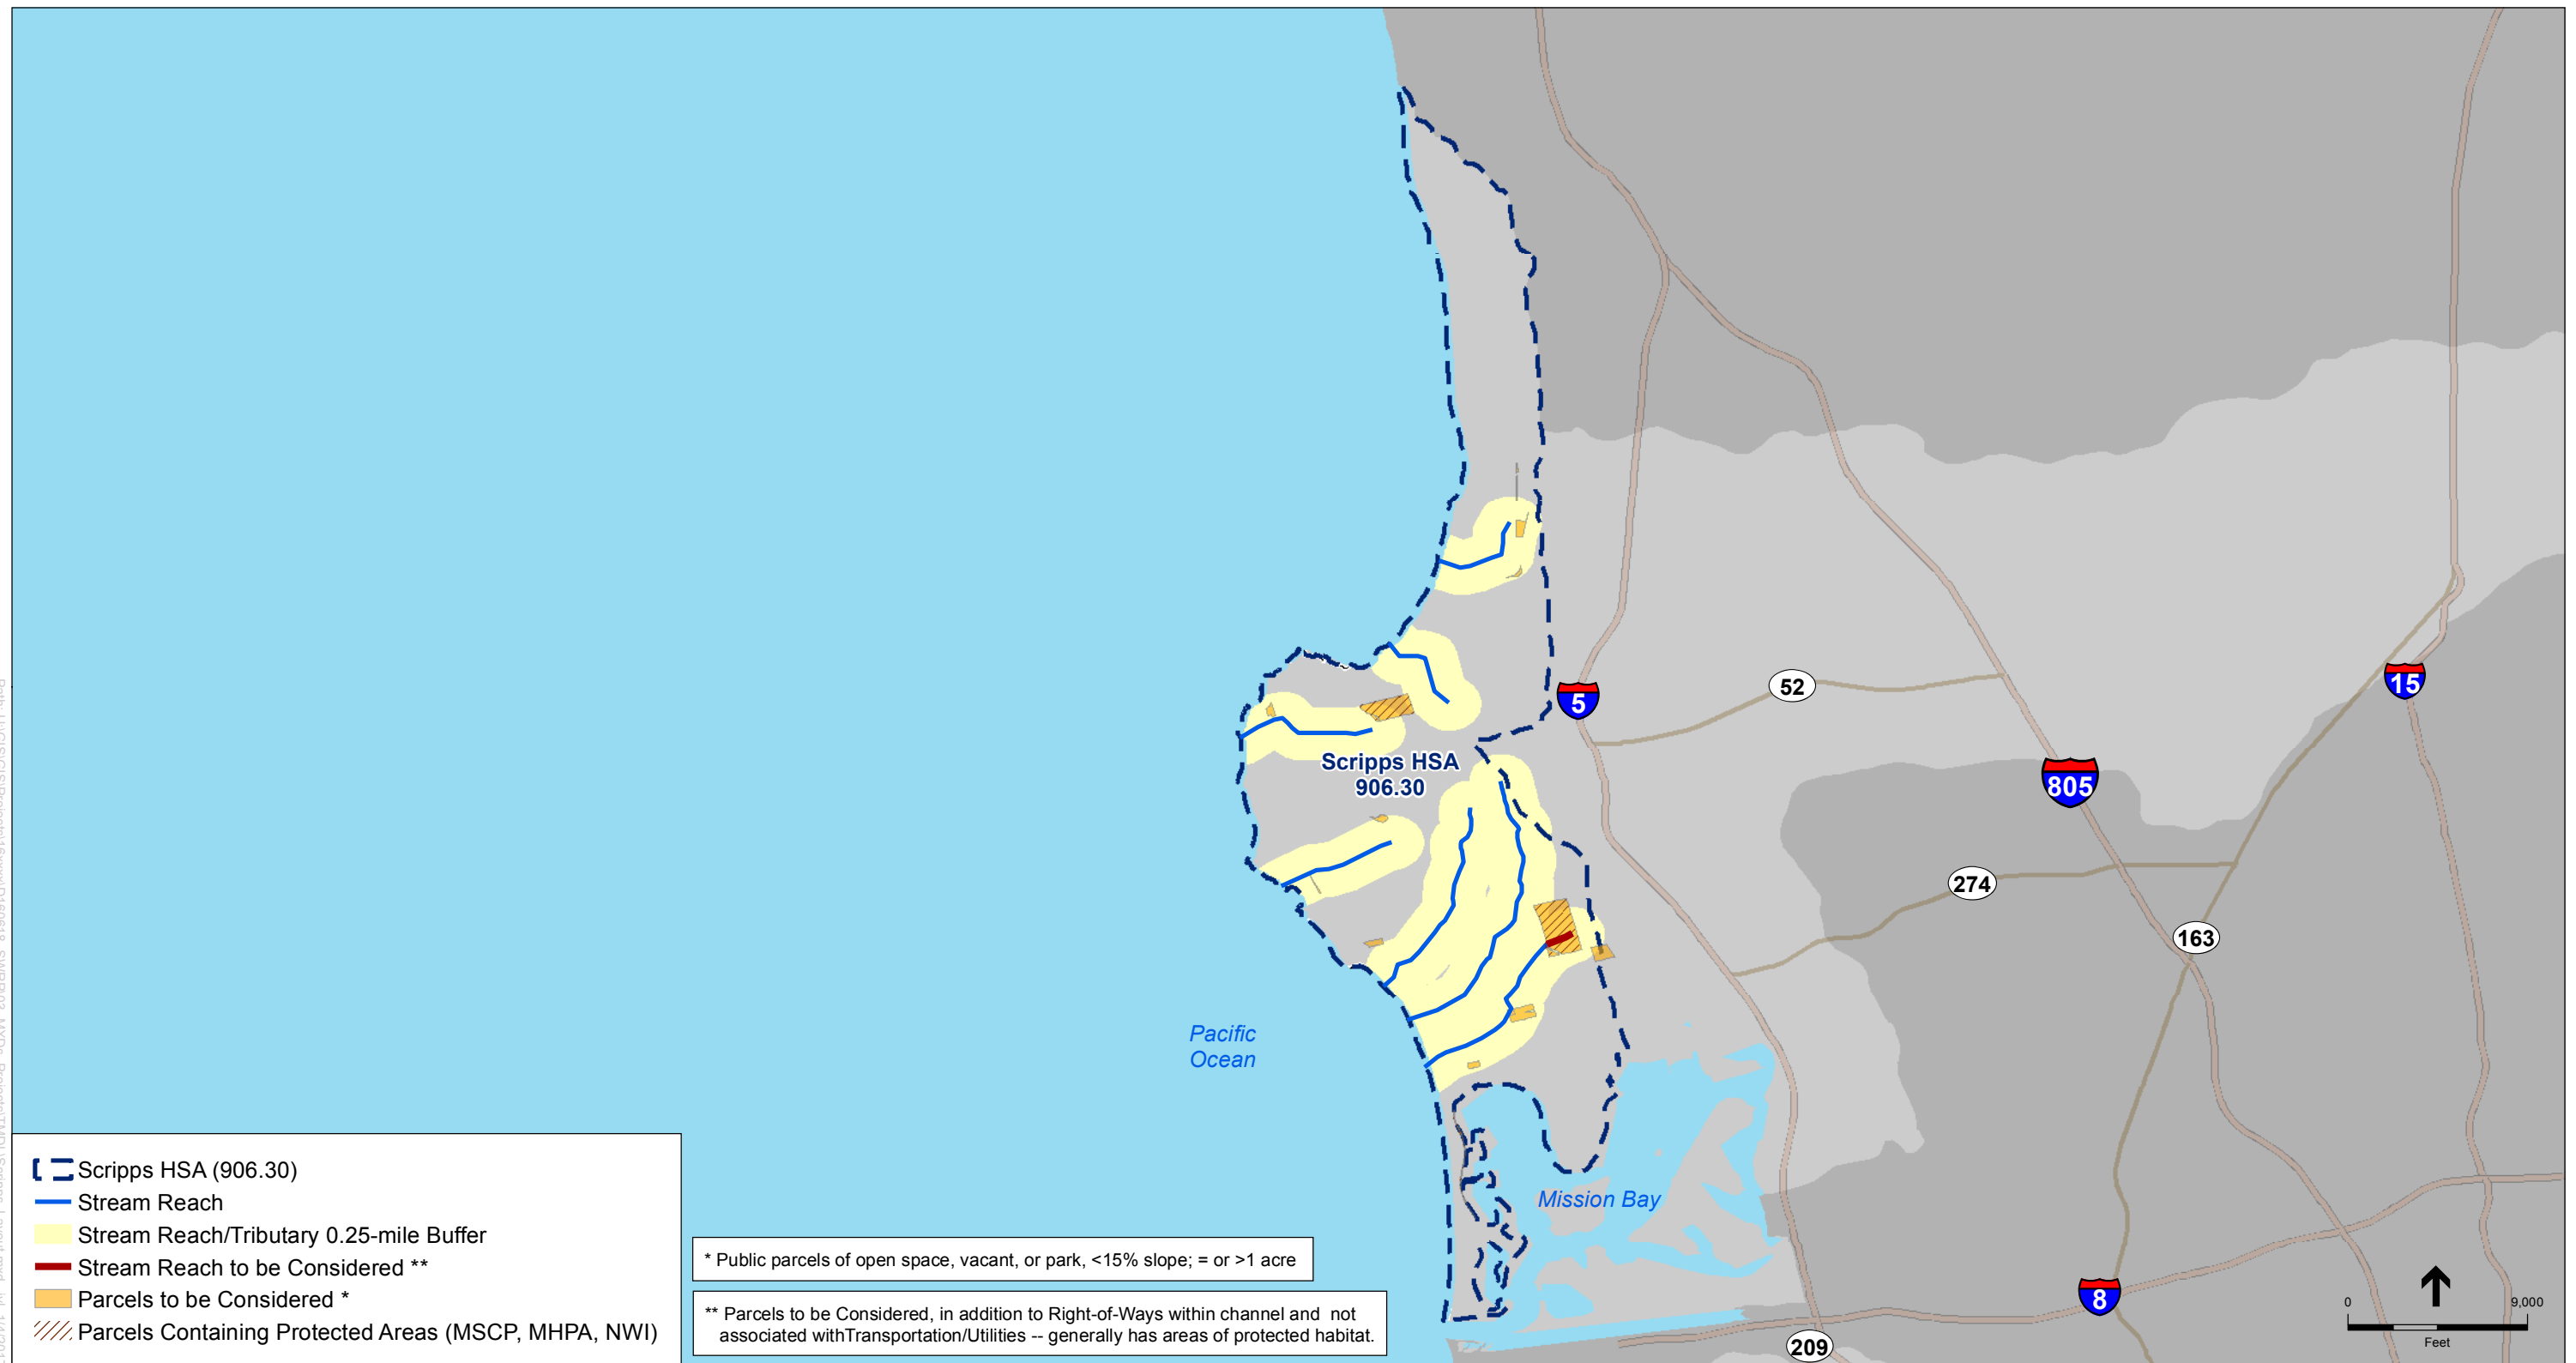 Scripps HSA
906.30
5
52
15
805
274
163
Pacific
Ocean
Mission Bay
8
209
Scripps HSA (906.30)
Stream Reach
Stream Reach/Tributary 0.25-mile Buffer
Stream Reach to be Considered **
Parcels to be Considered *
Parcels Containing Protected Areas (MSCP, MHPA, NWI)
* Public parcels of open space, vacant, or park, <15% slope; = or >1 acre
** Parcels to be Considered, in addition to Right-of-Ways within channel and not
associated withTransportation/Utilities -- generally has areas of protected habitat.
0
9,000
Feet